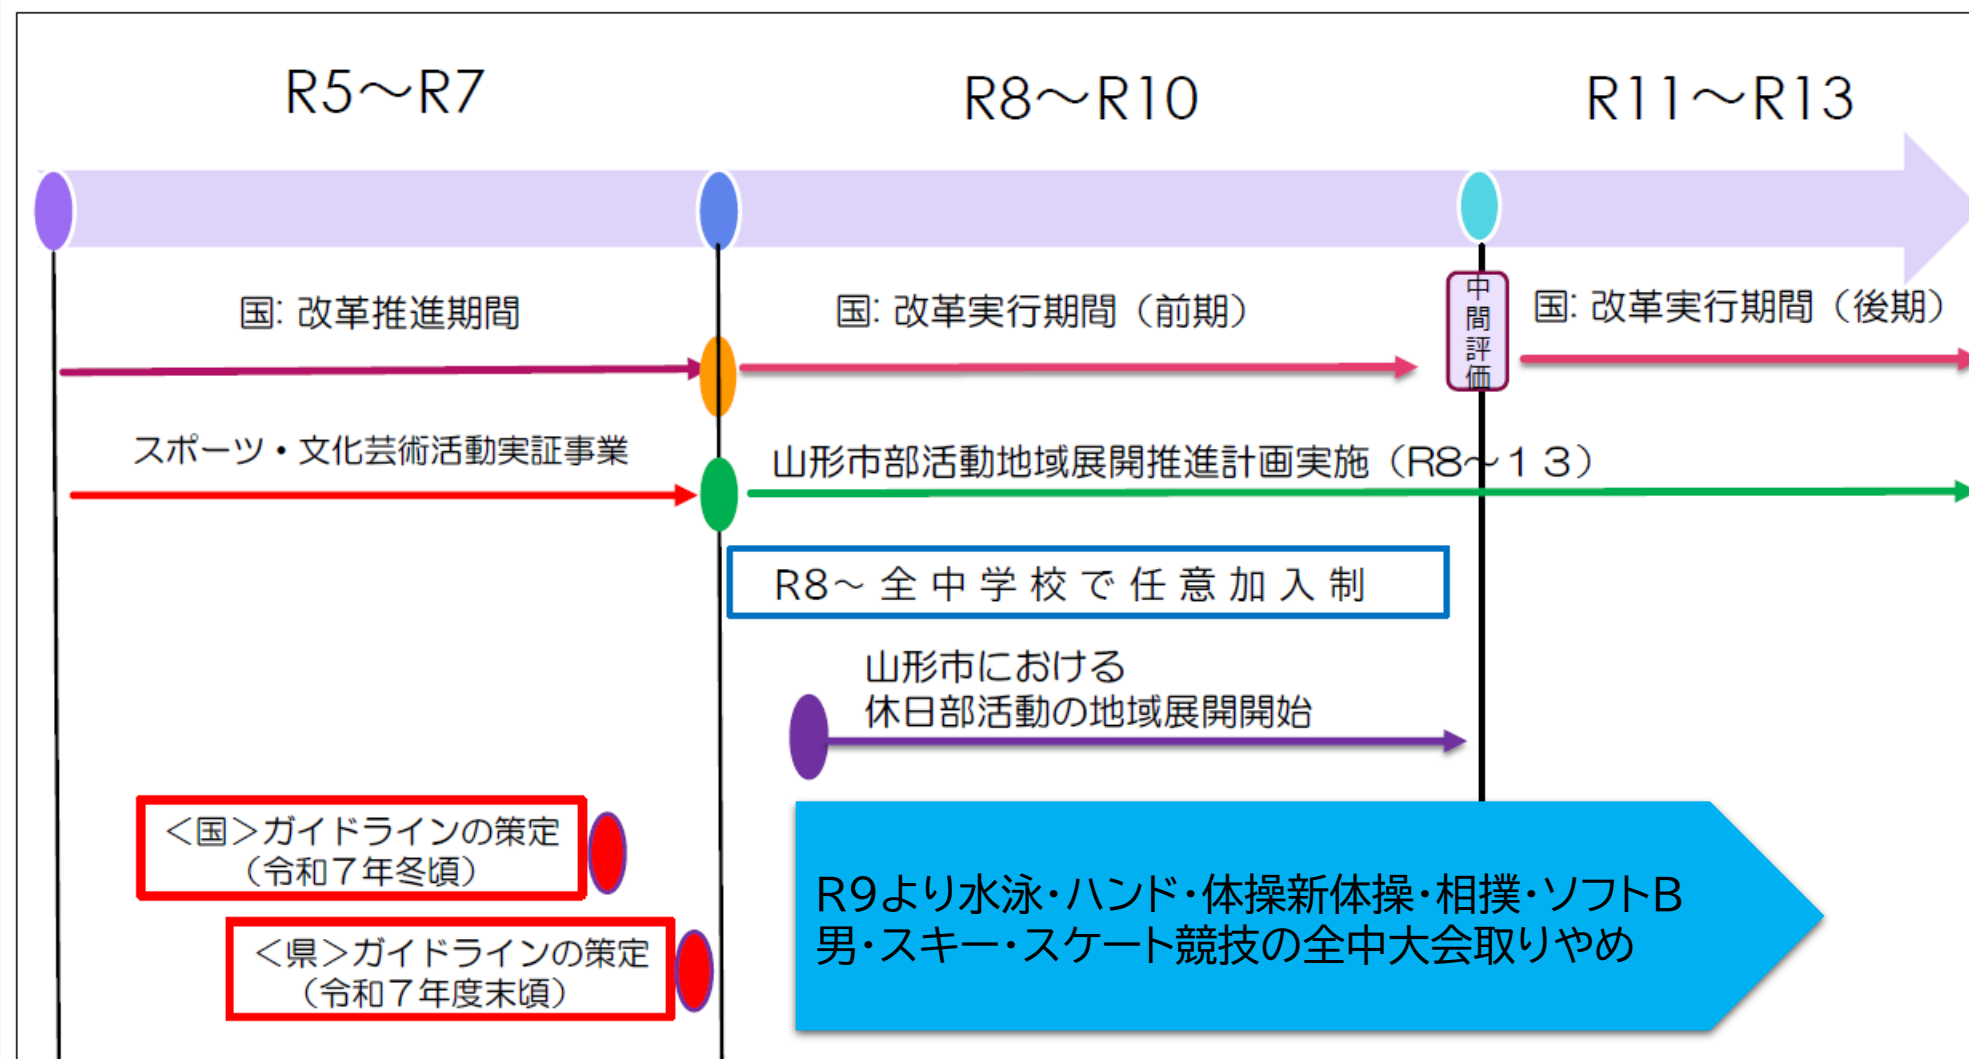 R5～R7
R8～R10
R11～R13
国: 改革推進期間
国: 改革実行期間（前期）
中間評価
国: 改革実行期間（後期）
スポーツ・文化芸術活動実証事業
山形市部活動地域展開推進計画実施（R8～１３）
R8～全中学校で任意加入制
山形市における
休日部活動の地域展開開始
＜国＞ガイドラインの策定
（令和７年冬頃）
＜県＞ガイドラインの策定
（令和７年度末頃）
R9より水泳・ハンド・体操新体操・相撲・ソフトB
男・スキー・スケート競技の全中大会取りやめ